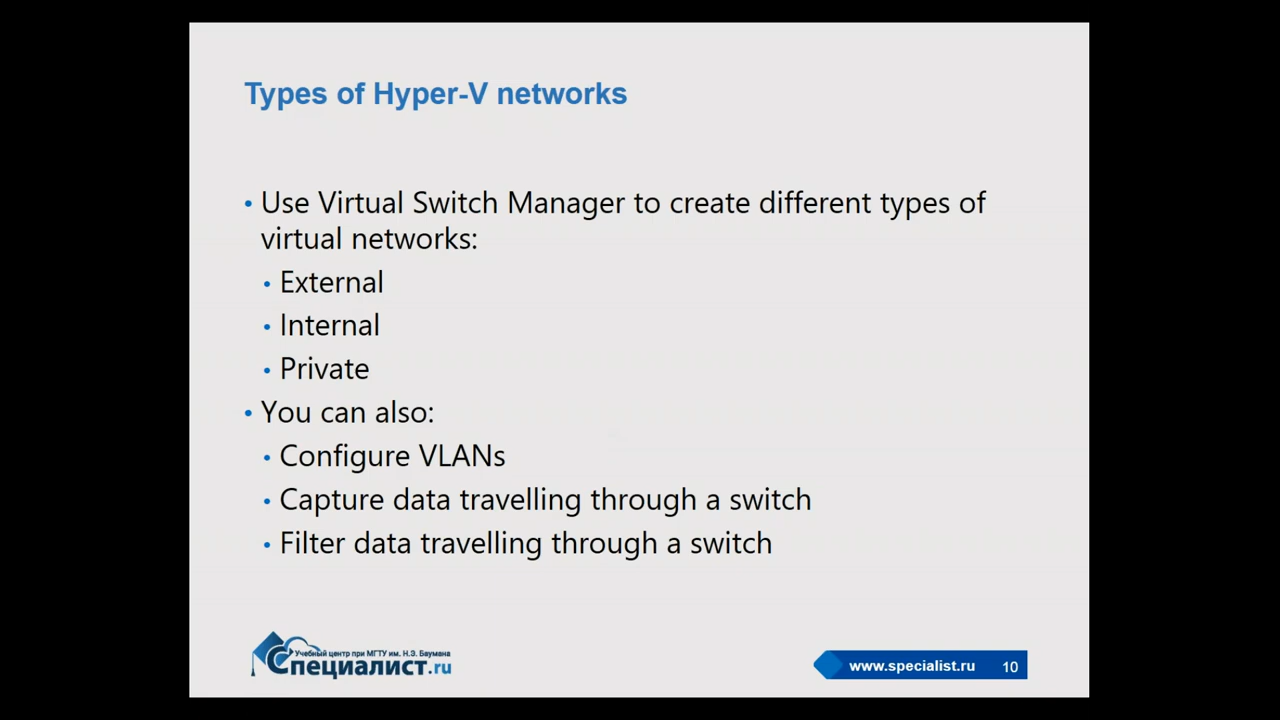 Types of Hyper-V networks
• Use Virtual Switch Manager to create different types of
virtual networks:
• External
• Internal
• Private
• You can also:
• Configure VLANs
• Capture data travelling through a switch
• Filter data travelling through a switch
Учебный центр при МГТУ им. Н.Э. Баумана
Специалист.ru
www.specialist.ru 10